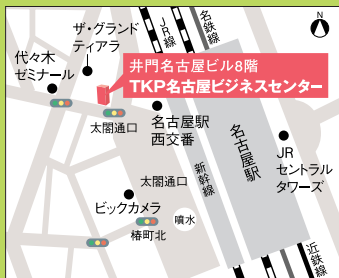 ザ・グランド
ティアラ
代々木
ゼミナール
JR線
名鉄線
N
井門名古屋ビル8階
TKP名古屋ビジネスセンター
太閤通口
名古屋駅
西交番
名古屋駅
JR
セントラル
タワーズ
新幹線
太閤通口
ビックカメラ
噴水
椿町北
近鉄線